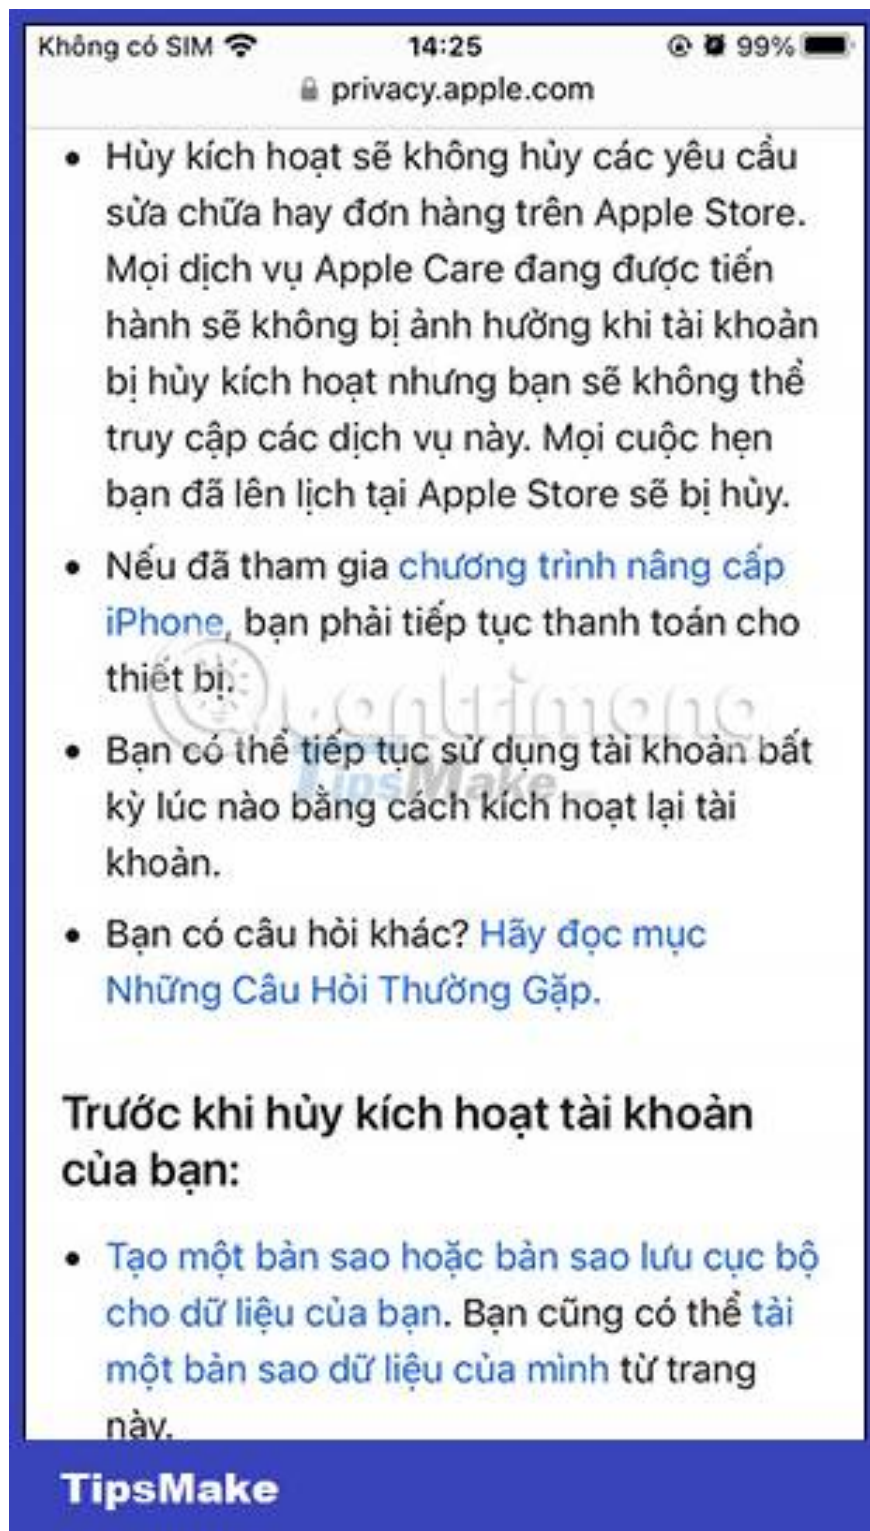 Không có SIM 14:25 99%
privacy.apple.com
• Hủy kích hoạt sẽ không hủy các yêu cầu
sửa chữa hay đơn hàng trên Apple Store.
Mọi dịch vụ Apple Care đang được tiến
hành sẽ không bị ảnh hưởng khi tài khoản
bị hủy kích hoạt nhưng bạn sẽ không thể
truy cập các dịch vụ này. Mọi cuộc hẹn
bạn đã lên lịch tại Apple Store sẽ bị hủy.
• Nếu đã tham gia chương trình nâng cấp
iPhone, bạn phải tiếp tục thanh toán cho
thiết bị.
Quantrimang
• Bạn có thể tiếp tục sử dụng tài khoản bất
TipsMake
kỳ lúc nào bằng cách kích hoạt lại tài
khoản.
• Bạn có câu hỏi khác? Hãy đọc mục
Những Câu Hỏi Thường Gặp.
Trước khi hủy kích hoạt tài khoản
của bạn:
• Tạo một bản sao hoặc bản sao lưu cục bộ
cho dữ liệu của bạn. Bạn cũng có thể tải
một bản sao dữ liệu của mình từ trang
này.
TipsMake